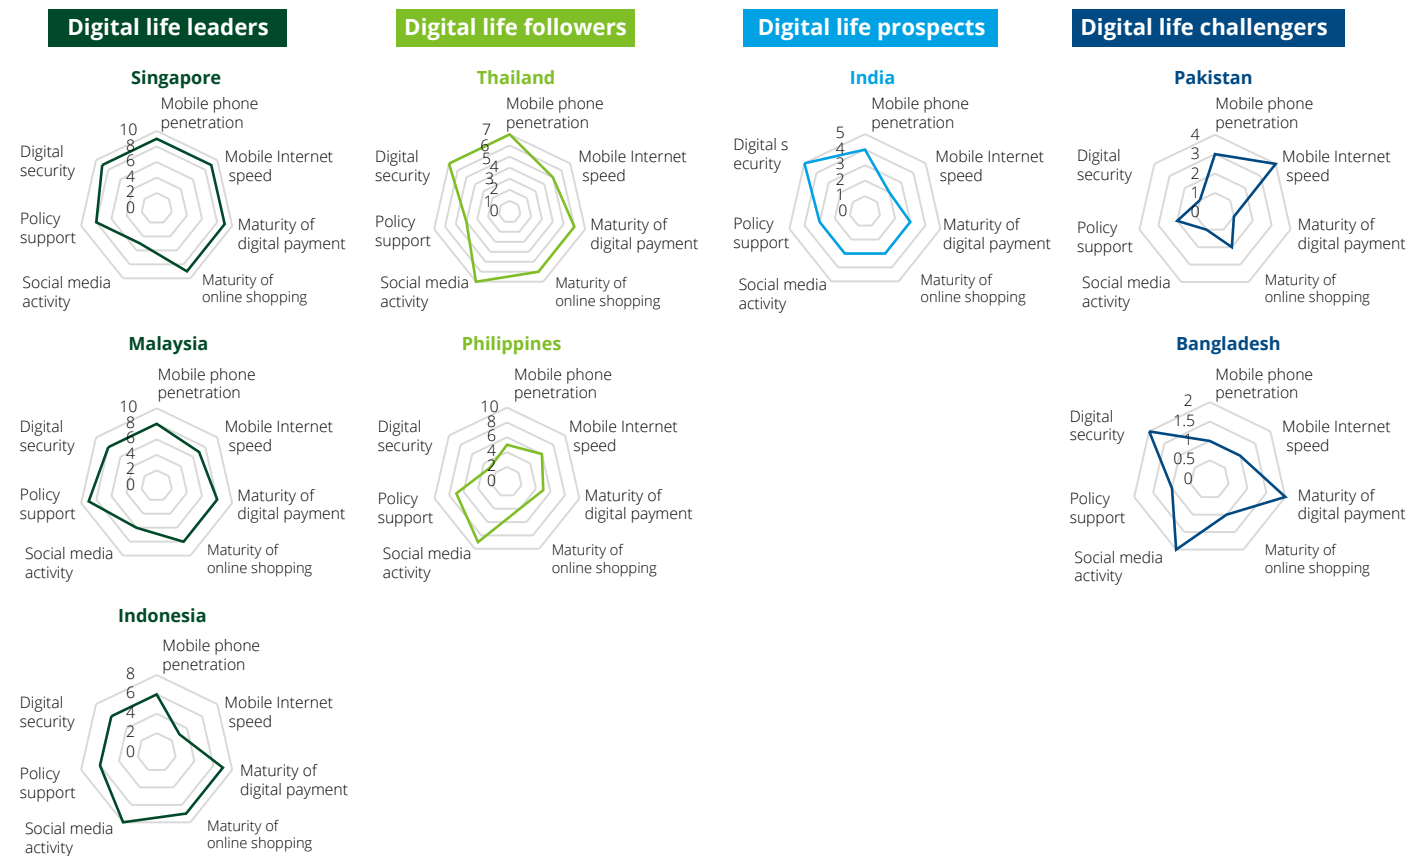 Digital life leaders
Digital life followers
Digital life prospects
Digital life challengers
Singapore
Mobile phone
penetration
10
8
6
4
2
0
Digital
security
Mobile Internet
speed
Policy
support
Maturity of
digital payment
Social media
activity
Maturity of
online shopping
Thailand
Mobile phone
penetration
7
6
5
4
3
2
1
0
Digital
security
Mobile Internet
speed
Policy
support
Maturity of
digital payment
Social media
activity
Maturity of
online shopping
India
Mobile phone
penetration
5
4
3
2
1
0
Digital s
ecurity
Policy
support
Maturity of
digital payment
Social media
activity
Maturity of
online shopping
Pakistan
Mobile phone
penetration
4
3
2
1
0
Digital
security
Mobile Internet
speed
Policy
support
Maturity of
digital payment
Social media
activity
Maturity of
online shopping
Malaysia
Mobile phone
penetration
10
8
6
4
2
0
Digital
security
Mobile Internet
speed
Policy
support
Maturity of
digital payment
Social media
activity
Maturity of
online shopping
Philippines
Mobile phone
penetration
10
8
6
4
2
0
Digital
security
Mobile Internet
speed
Policy
support
Maturity of
digital payment
Social media
activity
Maturity of
online shopping
Bangladesh
Mobile phone
penetration
2
1.5
1
0.5
0
Digital
security
Mobile Internet
speed
Policy
support
Maturity of
digital payment
Social media
activity
Maturity of
online shopping
Indonesia
Mobile phone
penetration
8
6
4
2
0
Digital
security
Mobile Internet
speed
Policy
support
Maturity of
digital payment
Social media
activity
Maturity of
online shopping